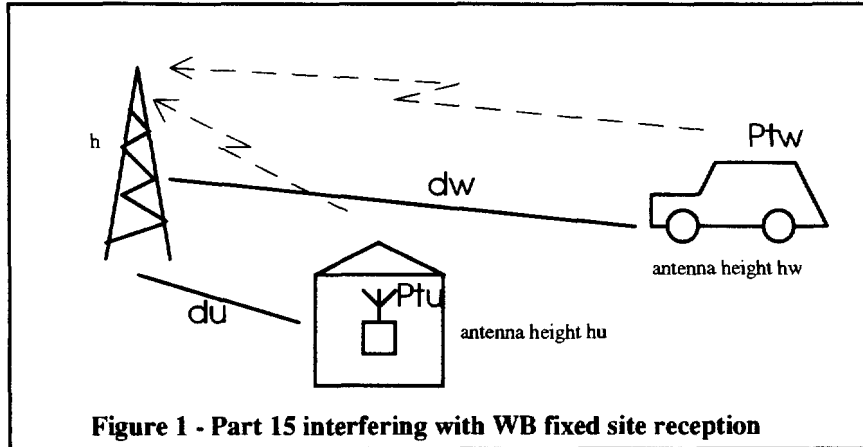 h
Ptw
dw
antenna height hw
Ptu
du
antenna height hu
Figure 1 - Part 15 interfering with WB fixed site reception